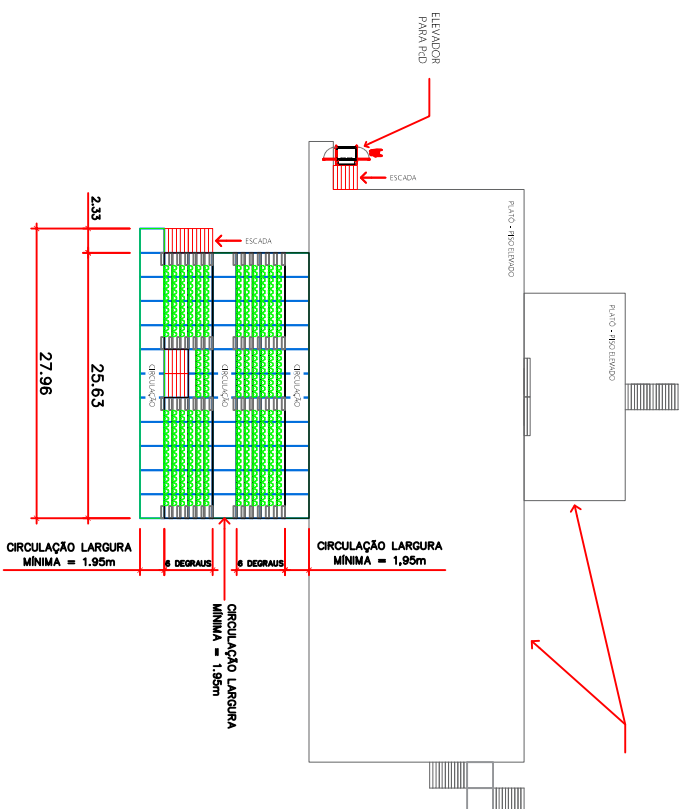 ELEVADOR
PARA PcD
ESCADA
PLATÔ - PISO ELEVADO
PLATÔ - PISO ELEVADO
ESCADA
2.33
25.63
27.96
CIRCULAÇÃO
CIRCULAÇÃO
CIRCULAÇÃO
CIRCULAÇÃO LARGURA
MÍNIMA = 1.95m
6 DEGRAUS
6 DEGRAUS
CIRCULAÇÃO LARGURA
MÍNIMA = 1,95m
CIRCULAÇÃO LARGURA
MÍNIMA = 1.95m